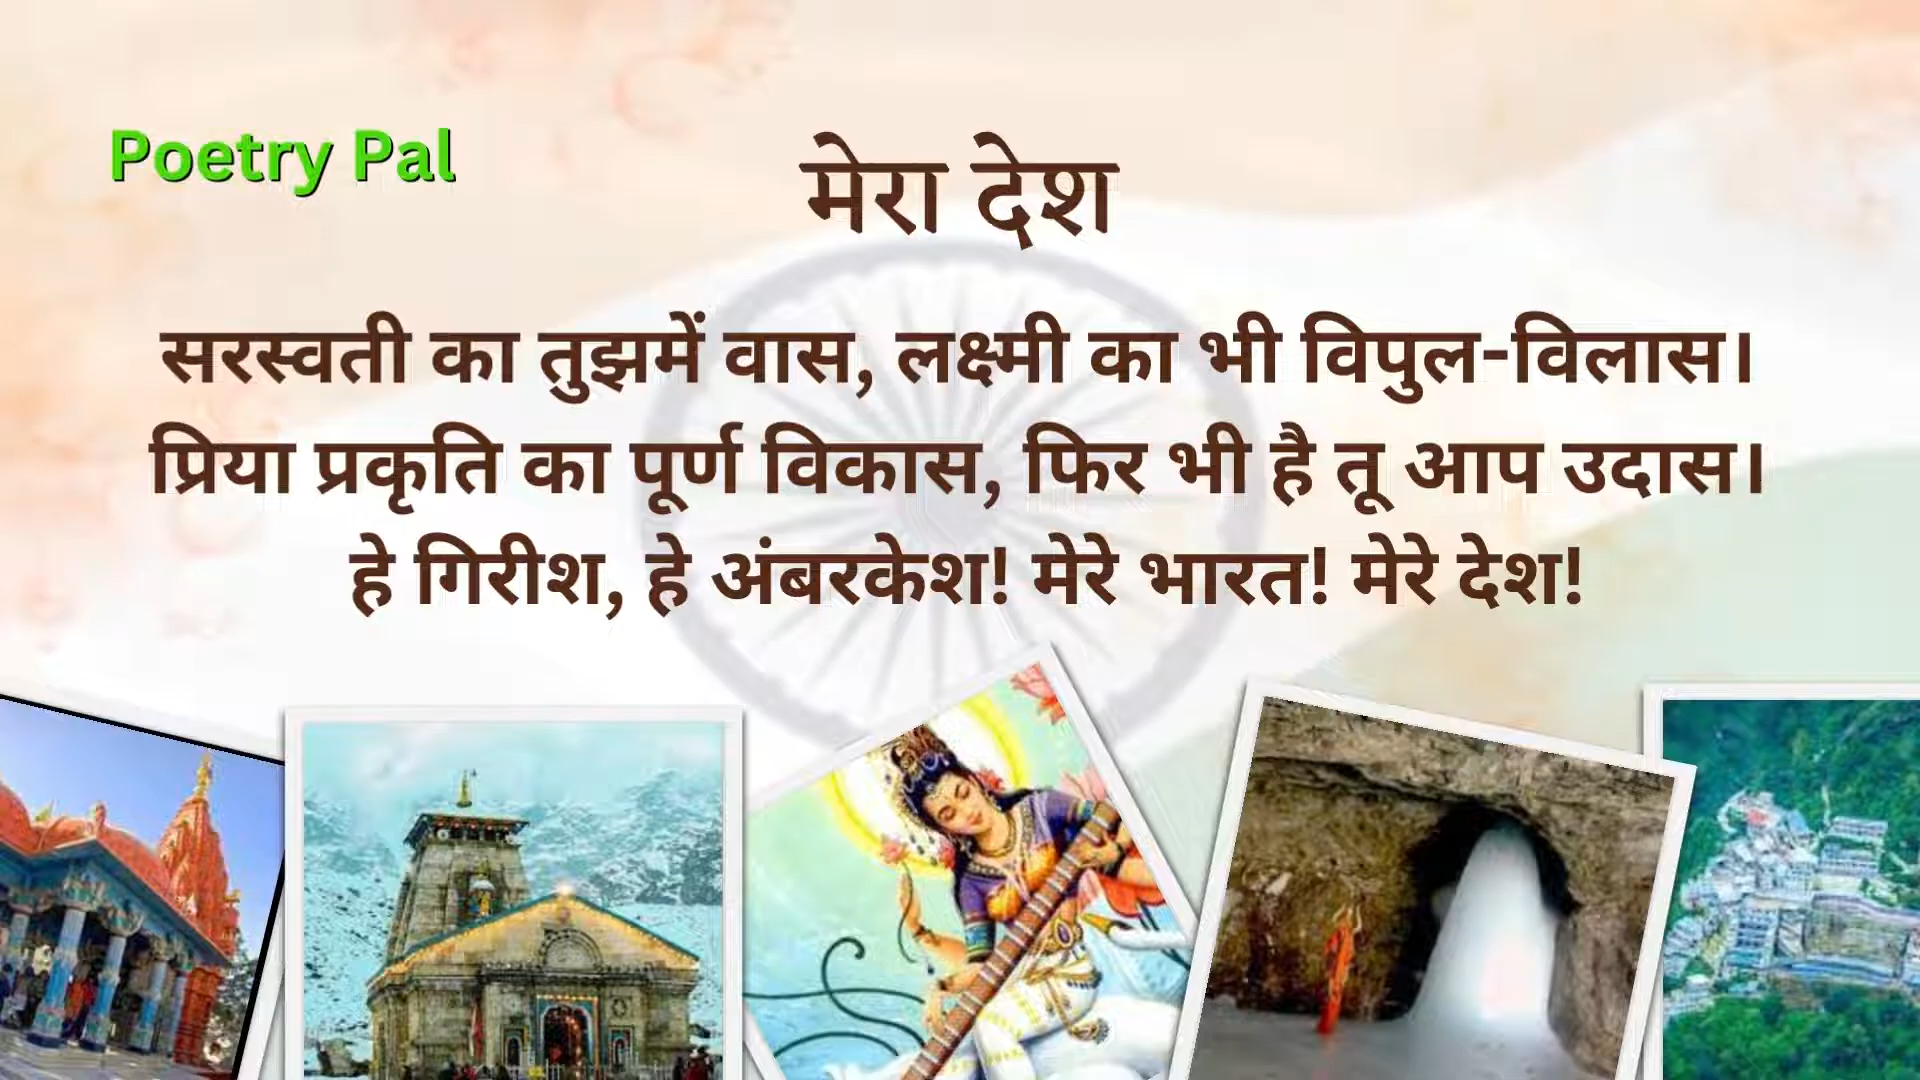 Poetry Pal
मेरा देश
सरस्वती का तुझमें वास, लक्ष्मी का भी विपुल-विलास।
प्रिया प्रकृति का पूर्ण विकास, फिर भी है तू आप उदास।
हे गिरीश, हे अंबरकेश! मेरे भारत! मेरे देश!